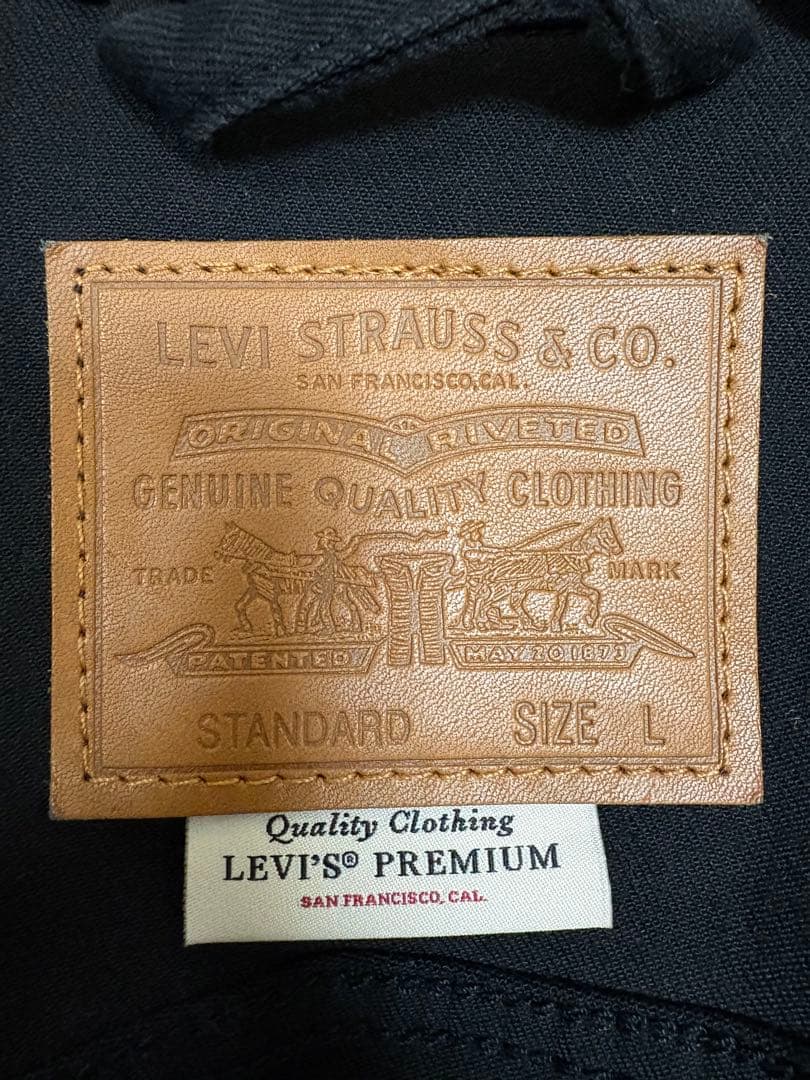 LEVI STRAUSS & CO.
SAN FRANCISCO, CAL.
ORIGINAL RIVETED
GENUINE QUALITY CLOTHING
TRADE MARK
PATENTED MAY 20 1873
STANDARD SIZE L
Quality Clothing
LEVI'S® PREMIUM
SAN FRANCISCO, CAL.